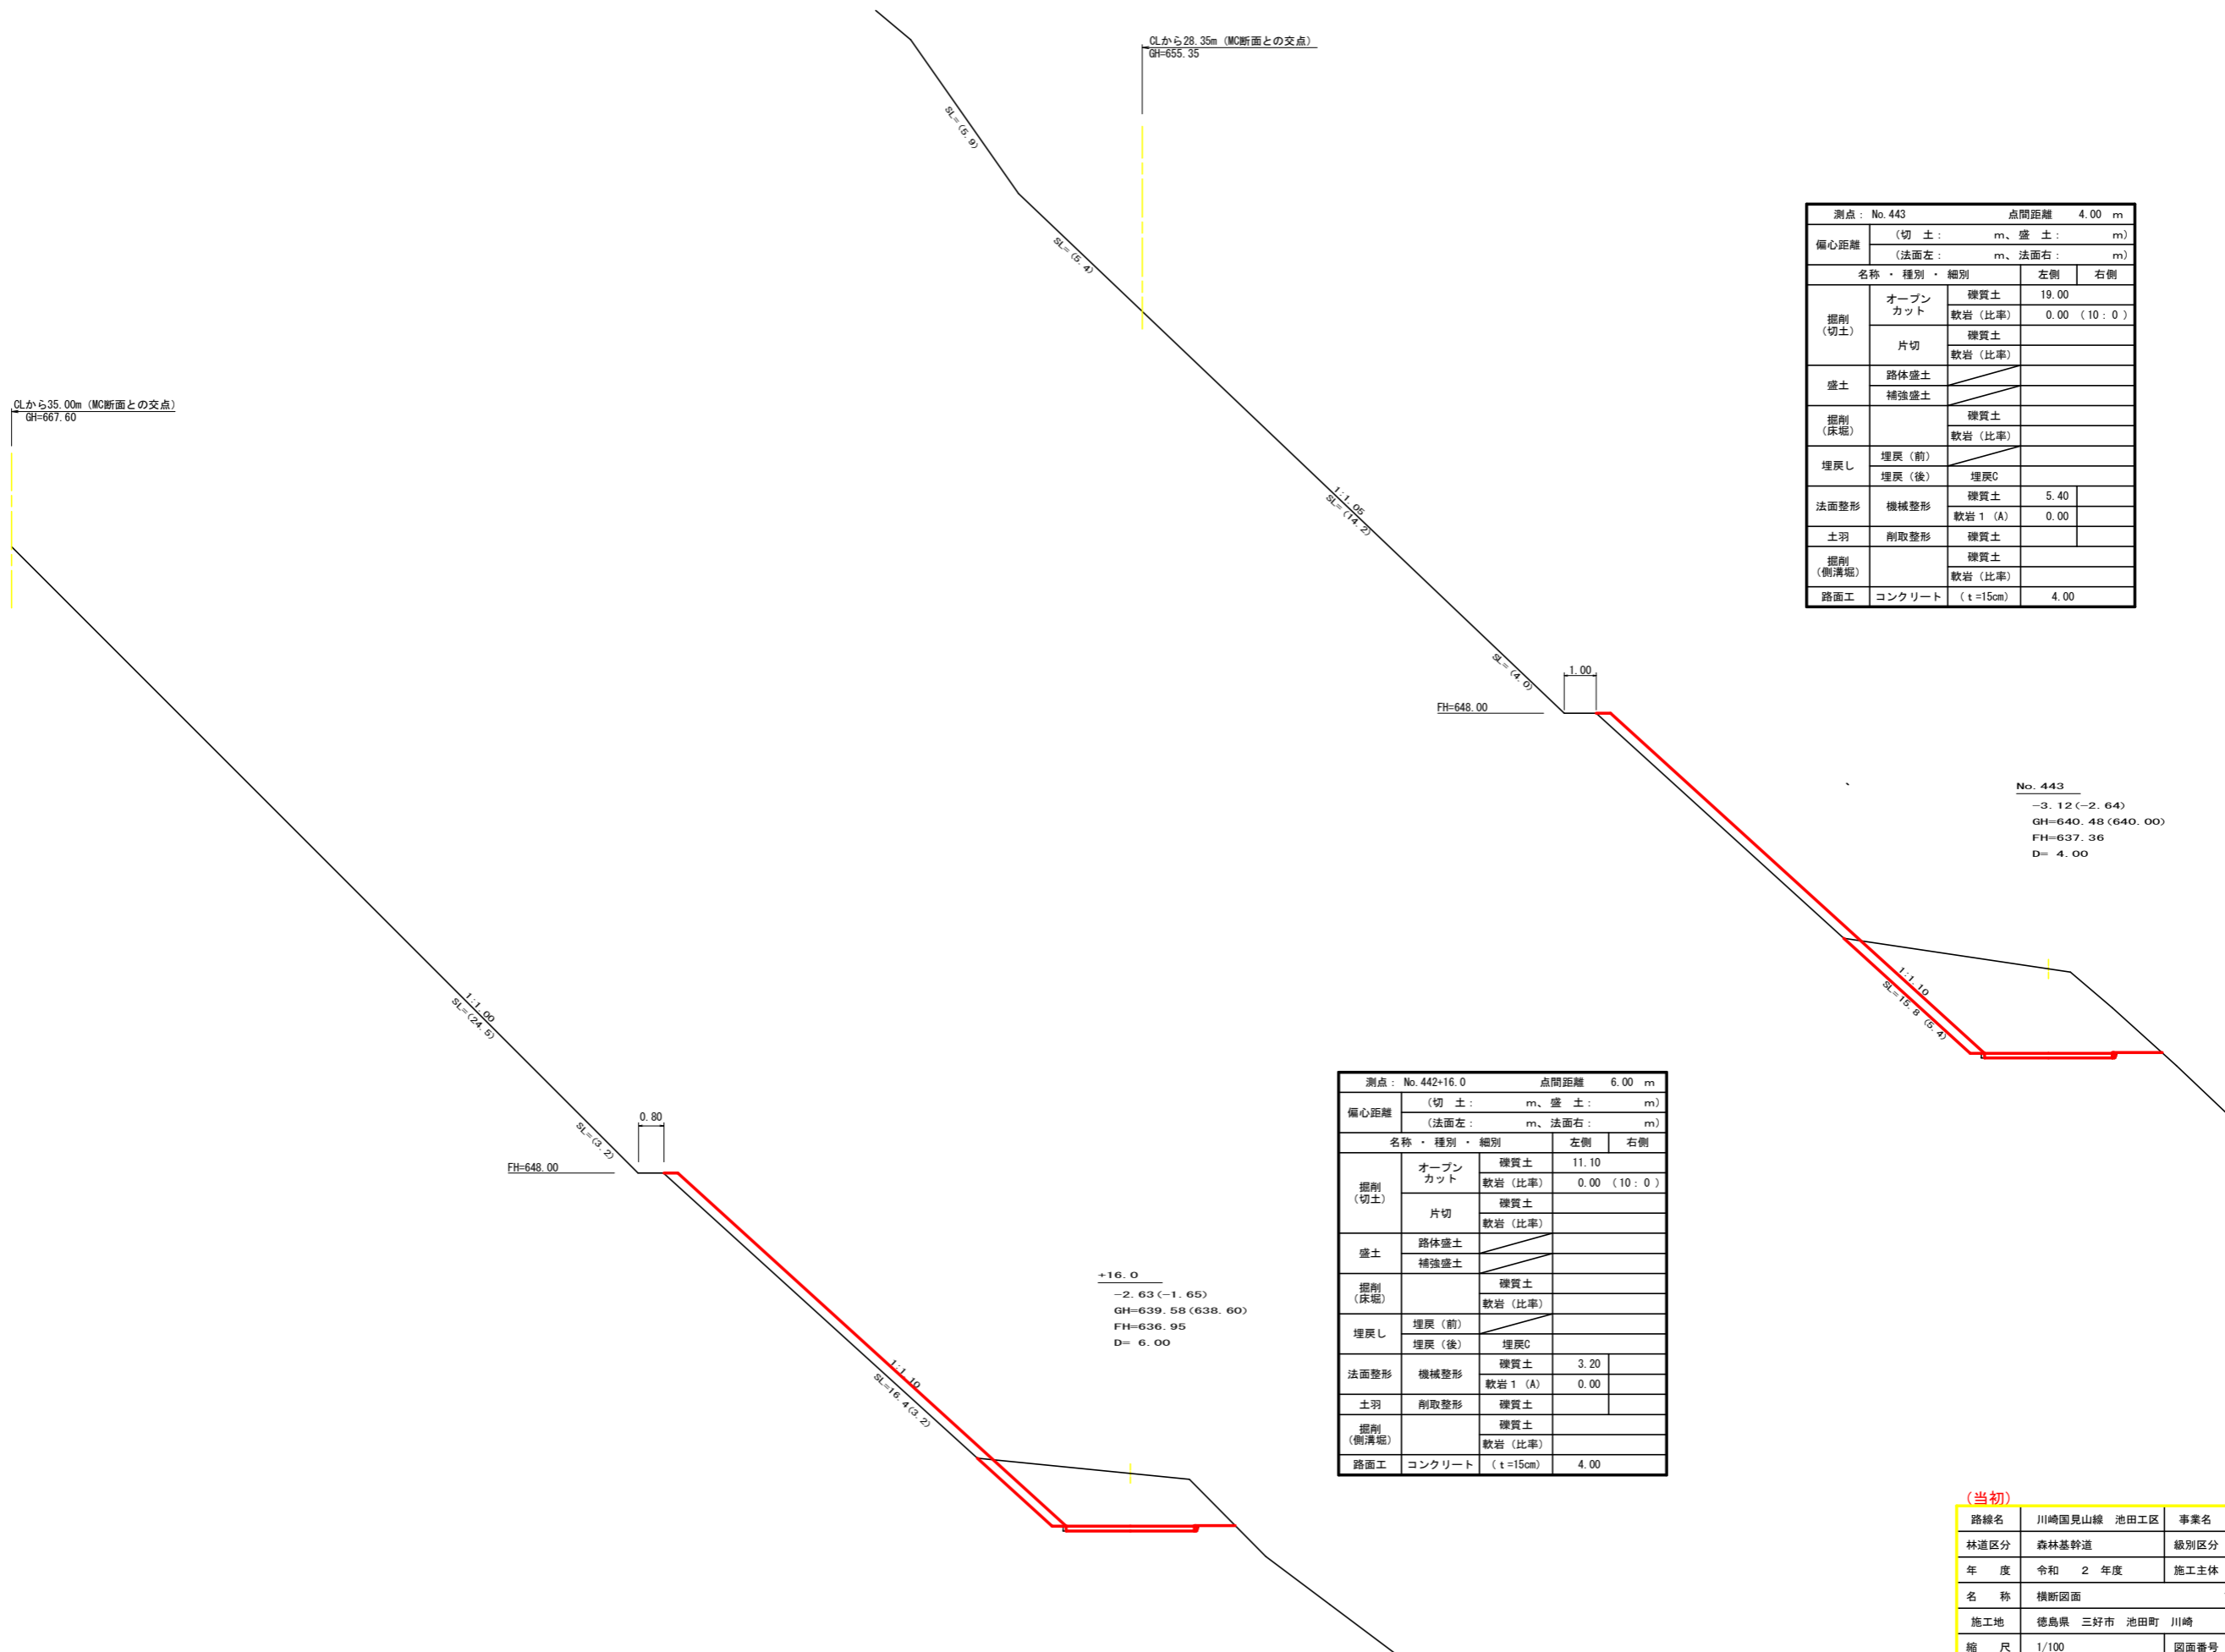 CLから28.35m (MC断面との交点)
GH=655.35
SL=(5.9)
SL=(5.4)
1:1.05
SL=(14.2)
SL=(4.0)
1.00
FH=648.00
測点： No.443 点間距離 4.00 m
偏心距離 （切 土： m、盛 土： m）
（法面左： m、法面右： m）
名称 ・ 種別 ・ 細別 左側 右側
掘削（切土） オープンカット 礫質土 19.00
軟岩（比率） 0.00 （10：0 ）
片切 礫質土
軟岩（比率）
盛土 路体盛土
補強盛土
掘削（床堀） 礫質土
軟岩（比率）
埋戻し 埋戻（前）
埋戻（後） 埋戻C
法面整形 機械整形 礫質土 5.40
軟岩１（A） 0.00
土羽 削取整形 礫質土
掘削（側溝堀） 礫質土
軟岩（比率）
路面工 コンクリート （ｔ=15cm） 4.00
CLから35.00m (MC断面との交点)
GH=667.60
No.443
-3.12(-2.64)
GH=640.48(640.00)
FH=637.36
D= 4.00
1:1.10
SL=15.8 (5.4)
1:1.00
SL=(24.5)
SL=(3.2)
0.80
FH=648.00
+16.0
-2.63(-1.65)
GH=639.58(638.60)
FH=636.95
D= 6.00
1:1.10
SL=16.4(3.2)
測点： No.442+16.0 点間距離 6.00 m
偏心距離 （切 土： m、盛 土： m）
（法面左： m、法面右： m）
名称 ・ 種別 ・ 細別 左側 右側
掘削（切土） オープンカット 礫質土 11.10
軟岩（比率） 0.00 （10：0 ）
片切 礫質土
軟岩（比率）
盛土 路体盛土
補強盛土
掘削（床堀） 礫質土
軟岩（比率）
埋戻し 埋戻（前）
埋戻（後） 埋戻C
法面整形 機械整形 礫質土 3.20
軟岩１（A） 0.00
土羽 削取整形 礫質土
掘削（側溝堀） 礫質土
軟岩（比率）
路面工 コンクリート （ｔ=15cm） 4.00
（当初）
路線名 川崎国見山線 池田工区 事業名
林道区分 森林基幹道 級別区分
年 度 令和 2 年度 施工主体
名 称 横断図面
施工地 徳島県 三好市 池田町 川崎
縮 尺 1/100 図面番号